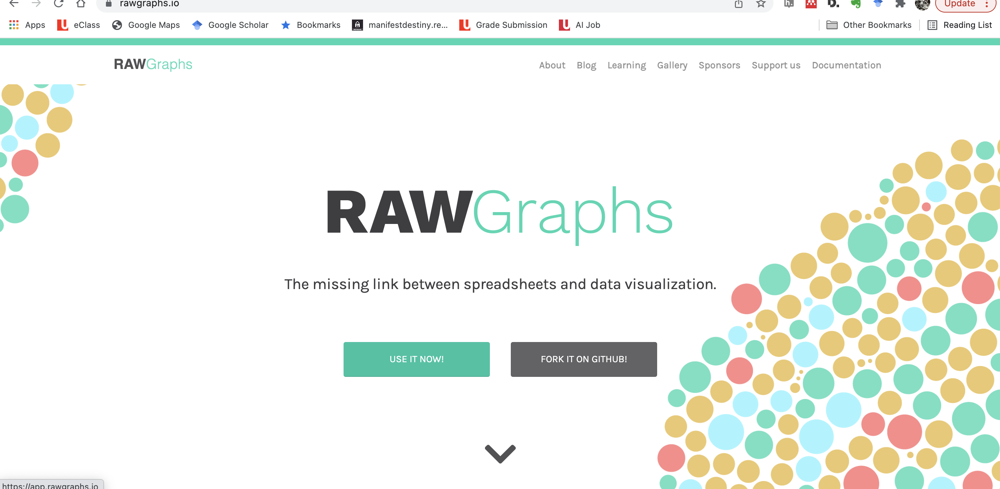 rawgraphs.io
Update
Apps eClass Google Maps Google Scholar Bookmarks manifestdestiny.re... Grade Submission AI Job Other Bookmarks Reading List
RAWGraphs About Blog Learning Gallery Sponsors Support us Documentation
RAWGraphs
The missing link between spreadsheets and data visualization.
USE IT NOW! FORK IT ON GITHUB!
https://app.rawgraphs.io